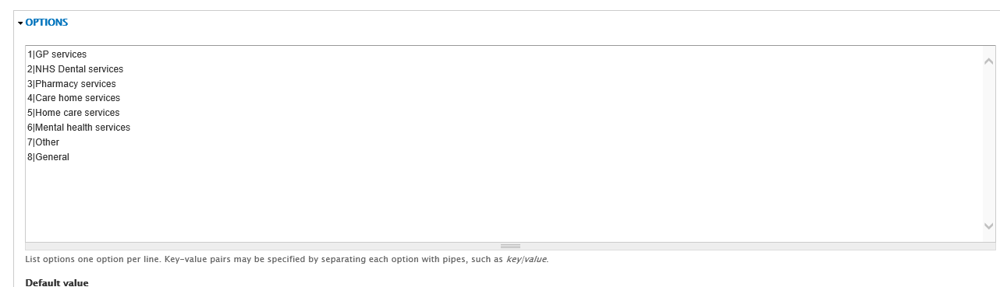 OPTIONS
1|GP services
2|NHS Dental services
3|Pharmacy services
4|Care home services
5|Home care services
6|Mental health services
7|Other
8|General
List options one option per line. Key-value pairs may be specified by separating each option with pipes, such as key|value.
Default value